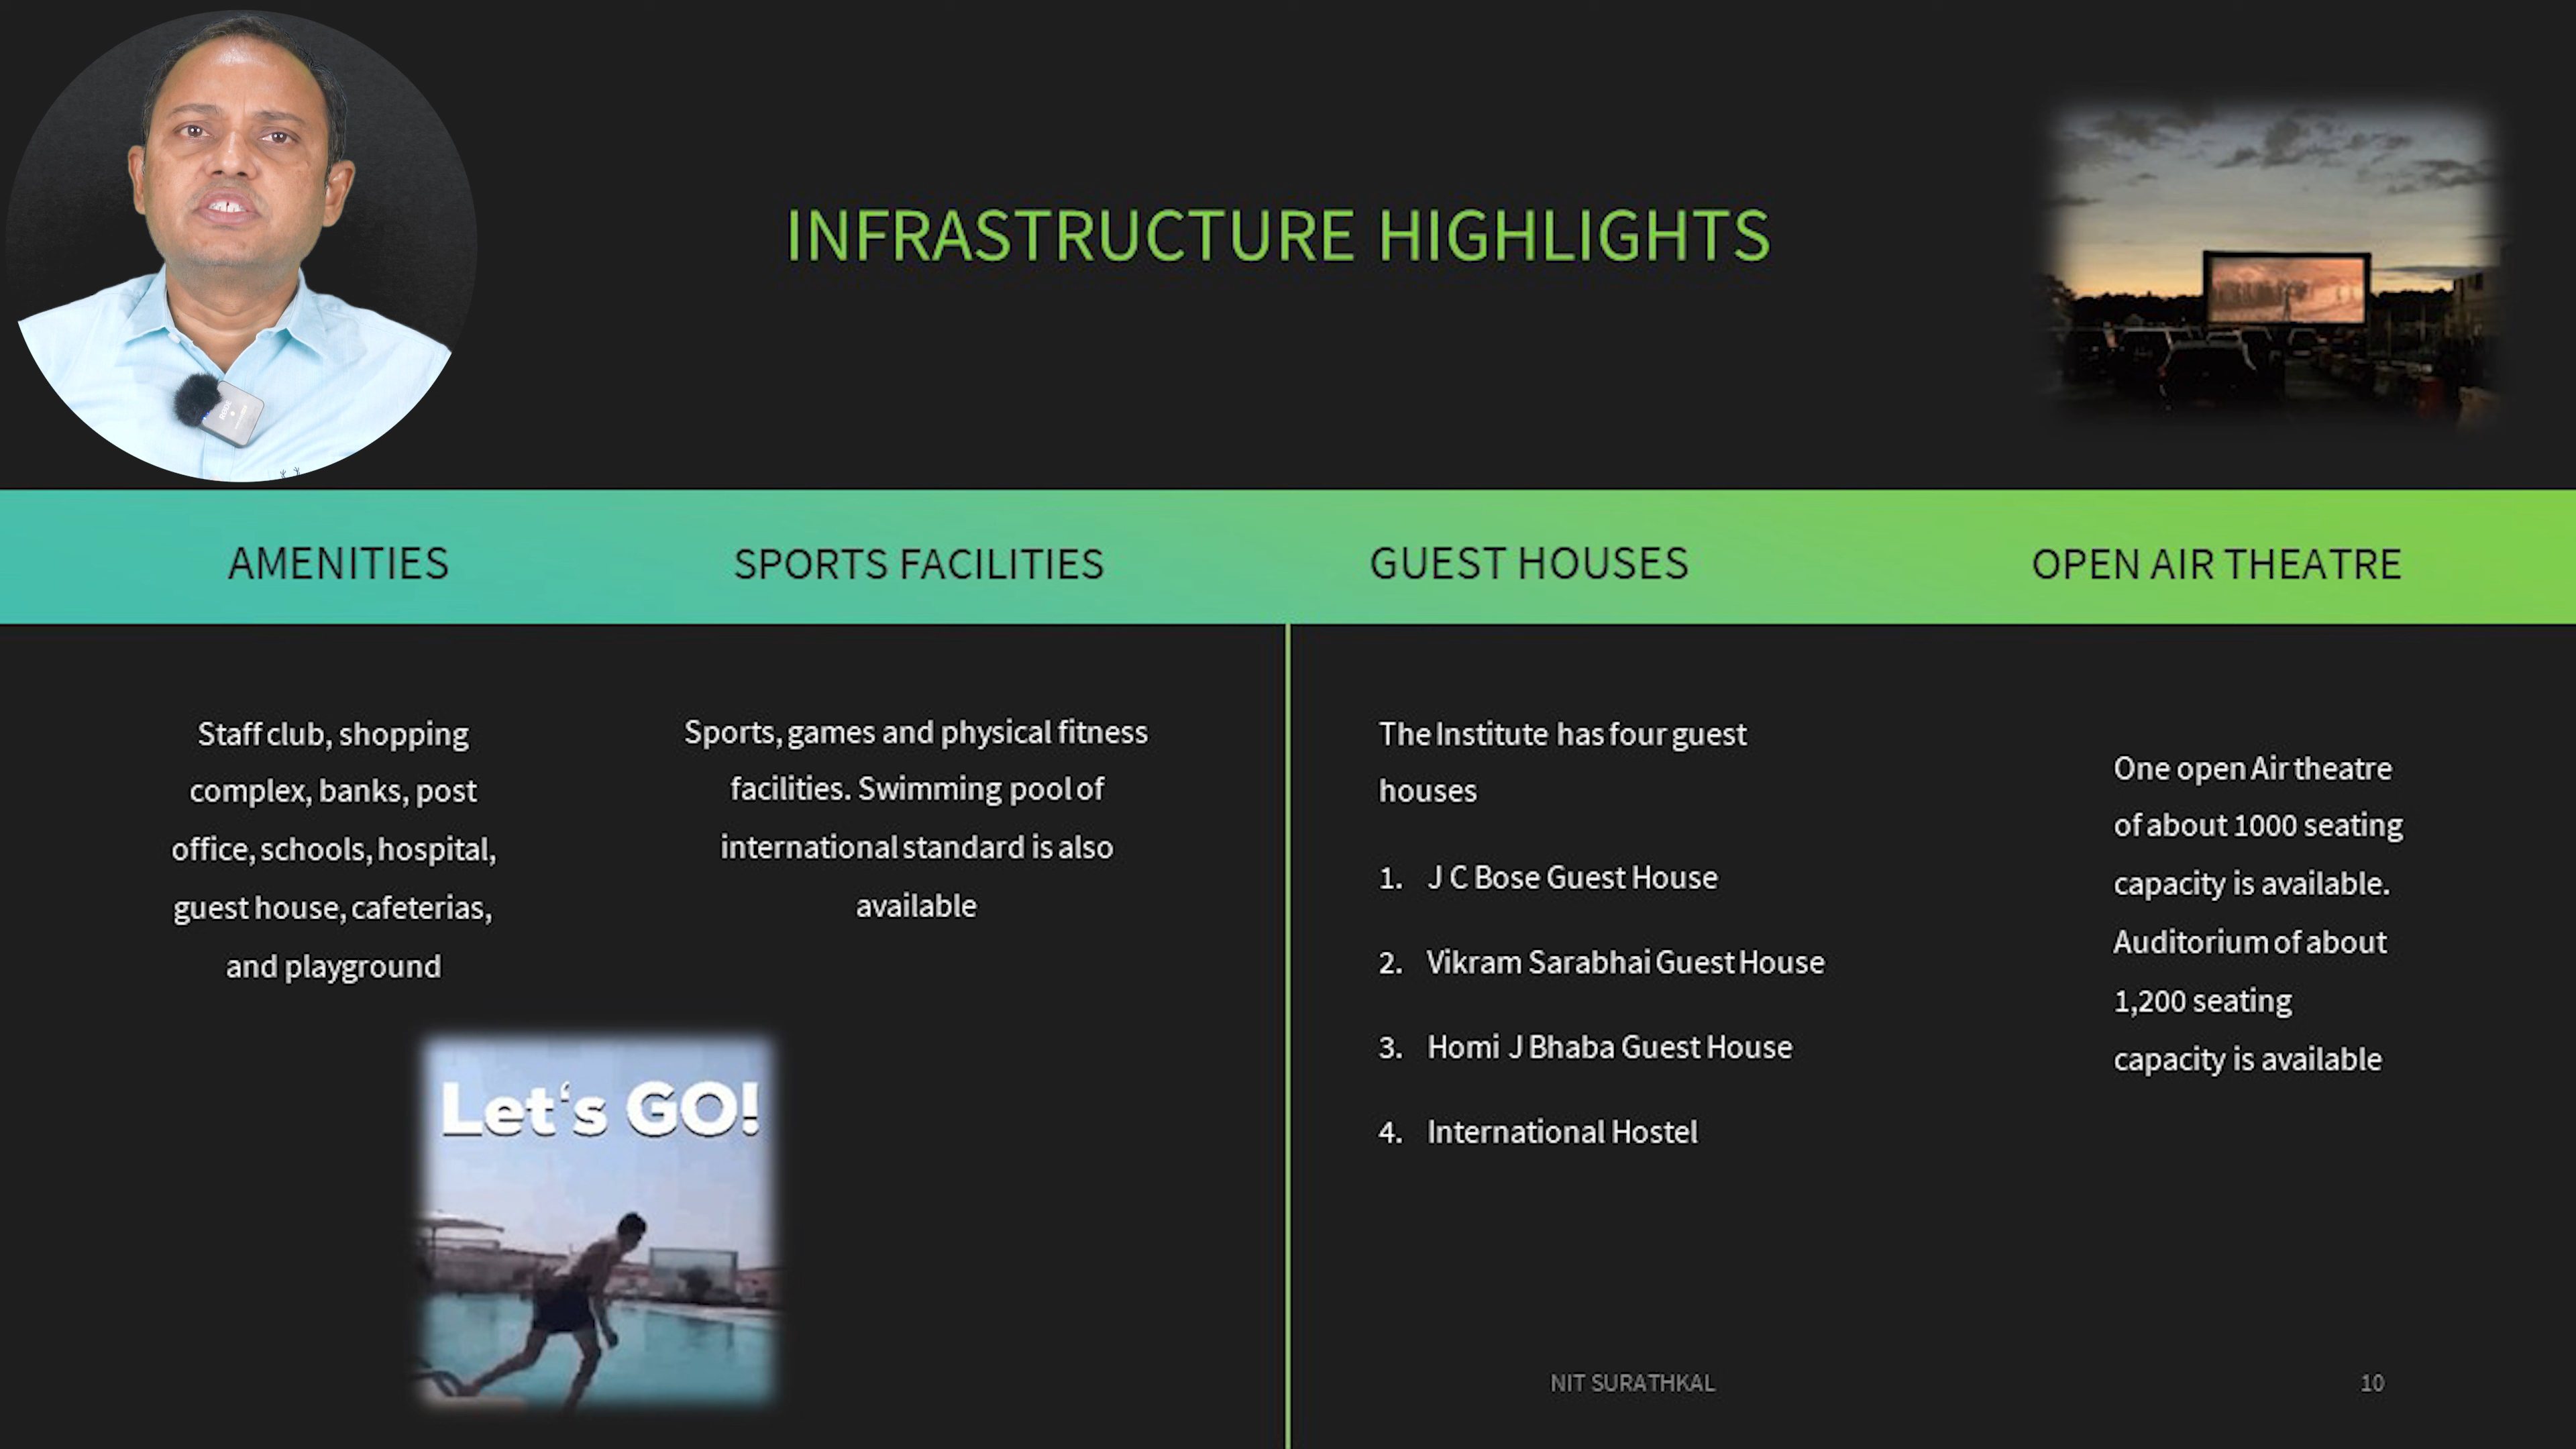 INFRASTRUCTURE HIGHLIGHTS
AMENITIES
SPORTS FACILITIES
GUEST HOUSES
OPEN AIR THEATRE
Staff club, shopping
complex, banks, post
office, schools, hospital,
guest house, cafeterias,
and playground
Sports, games and physical fitness
facilities. Swimming pool of
international standard is also
available
The Institute has four guest
houses
1. J C Bose Guest House
2. Vikram Sarabhai Guest House
3. Homi J Bhaba Guest House
4. International Hostel
One open Air theatre
of about 1000 seating
capacity is available.
Auditorium of about
1,200 seating
capacity is available
Let‘s GO!
NIT SURATHKAL
10